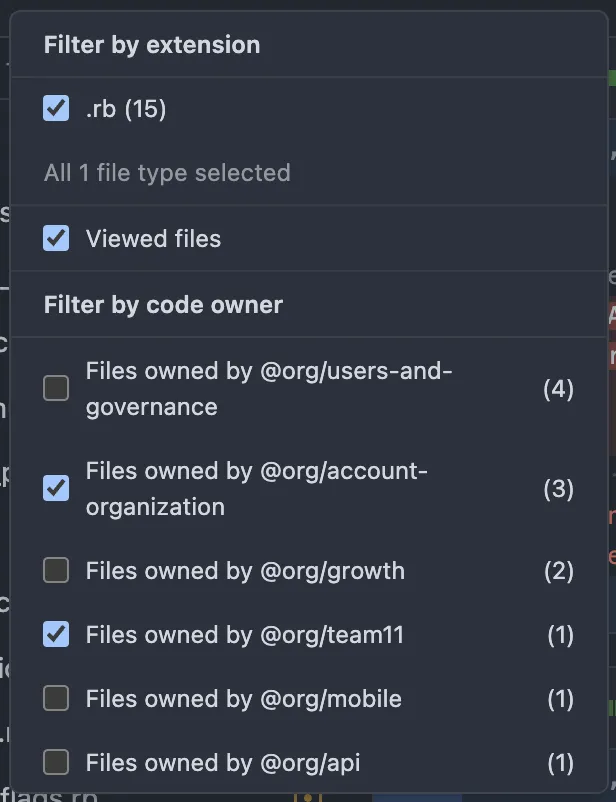 Filter by extension
.rb (15)
All 1 file type selected
Viewed files
Filter by code owner
Files owned by @org/users-and-
governance
(4)
Files owned by @org/account-
organization
(3)
Files owned by @org/growth (2)
Files owned by @org/team11 (1)
Files owned by @org/mobile (1)
Files owned by @org/api (1)
flags.rb